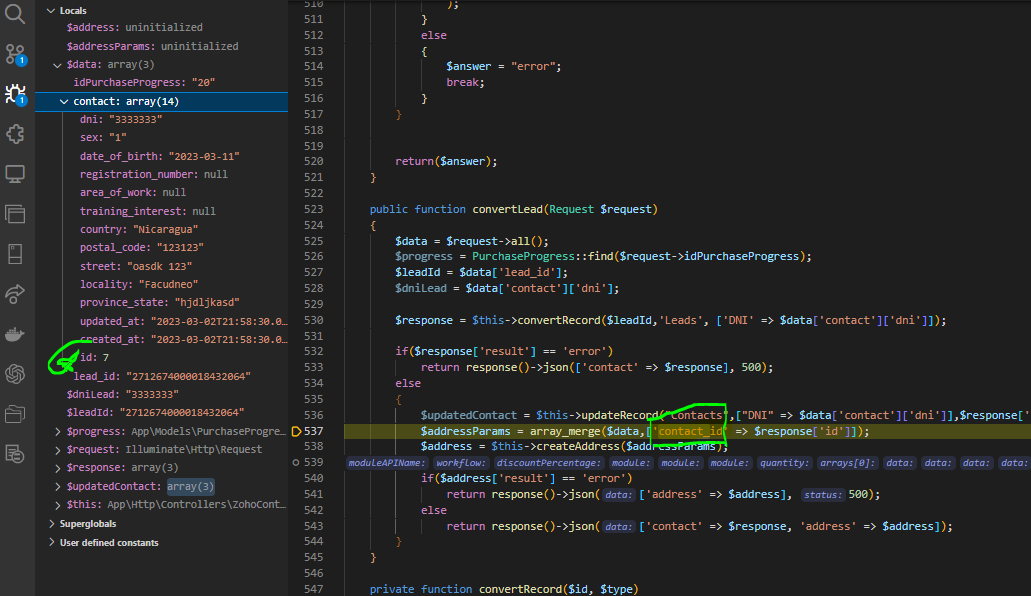 Locals
$address: uninitialized
$addressParams: uninitialized
$data: array(3)
idPurchaseProgress: "20"
contact: array(14)
dni: "3333333"
sex: "1"
date_of_birth: "2023-03-11"
registration_number: null
area_of_work: null
training_interest: null
country: "Nicaragua"
postal_code: "123123"
street: "oasdk 123"
locality: "Facudneo"
province_state: "hjdljkasd"
updated_at: "2023-03-02T21:58:30.0…
created_at: "2023-03-02T21:58:30.0…
id: 7
lead_id: "2712674000018432064"
$dniLead: "3333333"
$leadId: "2712674000018432064"
$progress: App\Models\PurchaseProgre…
$request: Illuminate\Http\Request
$response: array(3)
$updatedContact: array(3)
$this: App\Http\Controllers\ZohoCont…
Superglobals
User defined constants
1
1
510 );
511 }
512 else
513 {
514 $answer = "error";
515 break;
516 }
517 }
518
519
520 return($answer);
521 }
522
523 public function convertLead(Request $request)
524 {
525 $data = $request->all();
526 $progress = PurchaseProgress::find($request->idPurchaseProgress);
527 $leadId = $data['lead_id'];
528 $dniLead = $data['contact']['dni'];
529
530 $response = $this->convertRecord($leadId,'Leads', ['DNI' => $data['contact']['dni']]);
531
532 if($response['result'] == 'error')
533 return response()->json(['contact' => $response], 500);
534 else
535 {
536 $updatedContact = $this->updateRecord("Contacts",["DNI" => $data['contact']['dni']],$response['
537 $addressParams = array_merge($data,['contact_id' => $response['id']]);
538 $address = $this->createAddress($addressParams);
539 moduleAPIName: workfLow: discountPercentage: module: module: module: quantity: arrays[0]: data: data: data: data:
540 if($address['result'] == 'error')
541 return response()->json(data: ['address' => $address], status: 500);
542 else
543 return response()->json(data: ['contact' => $response, 'address' => $address]);
544 }
545 }
546
547 private function convertRecord($id, $type)